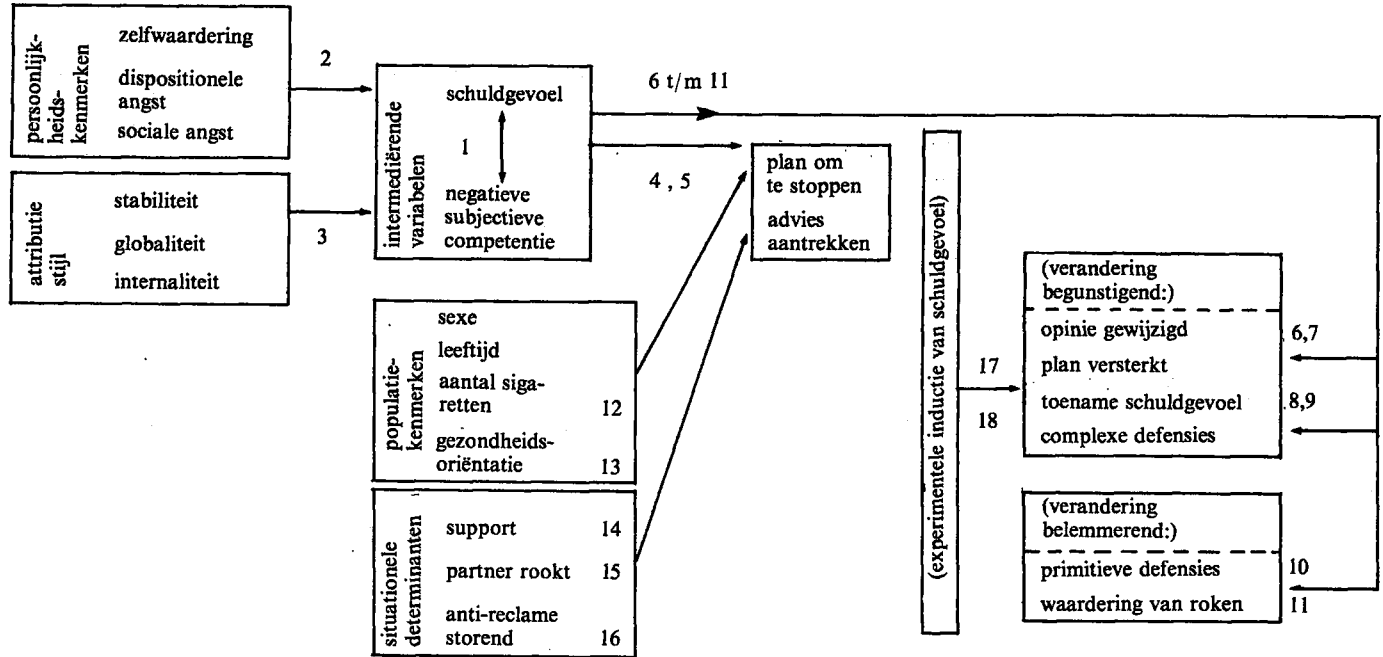 persoonlijk-
heids-
kenmerken
zelfwaardering
dispositionele
angst
sociale angst
2
attributie
stijl
stabiliteit
globaliteit
internaliteit
3
intermediërende
variabelen
schuldgevoel
1
negatieve
subjectieve
competentie
6 t/m 11
4 , 5
plan om
te stoppen
advies
aantrekken
populatie-
kenmerken
sexe
leeftijd
aantal siga-
retten 12
gezondheids-
oriëntatie 13
situationele
determinanten
support 14
partner rookt 15
anti-reclame
storend 16
(experimentele inductie van schuldgevoel)
17
18
(verandering
begunstigend:)
opinie gewijzigd 6,7
plan versterkt
toename schuldgevoel 8,9
complexe defensies
(verandering
belemmerend:)
primitieve defensies 10
waardering van roken 11